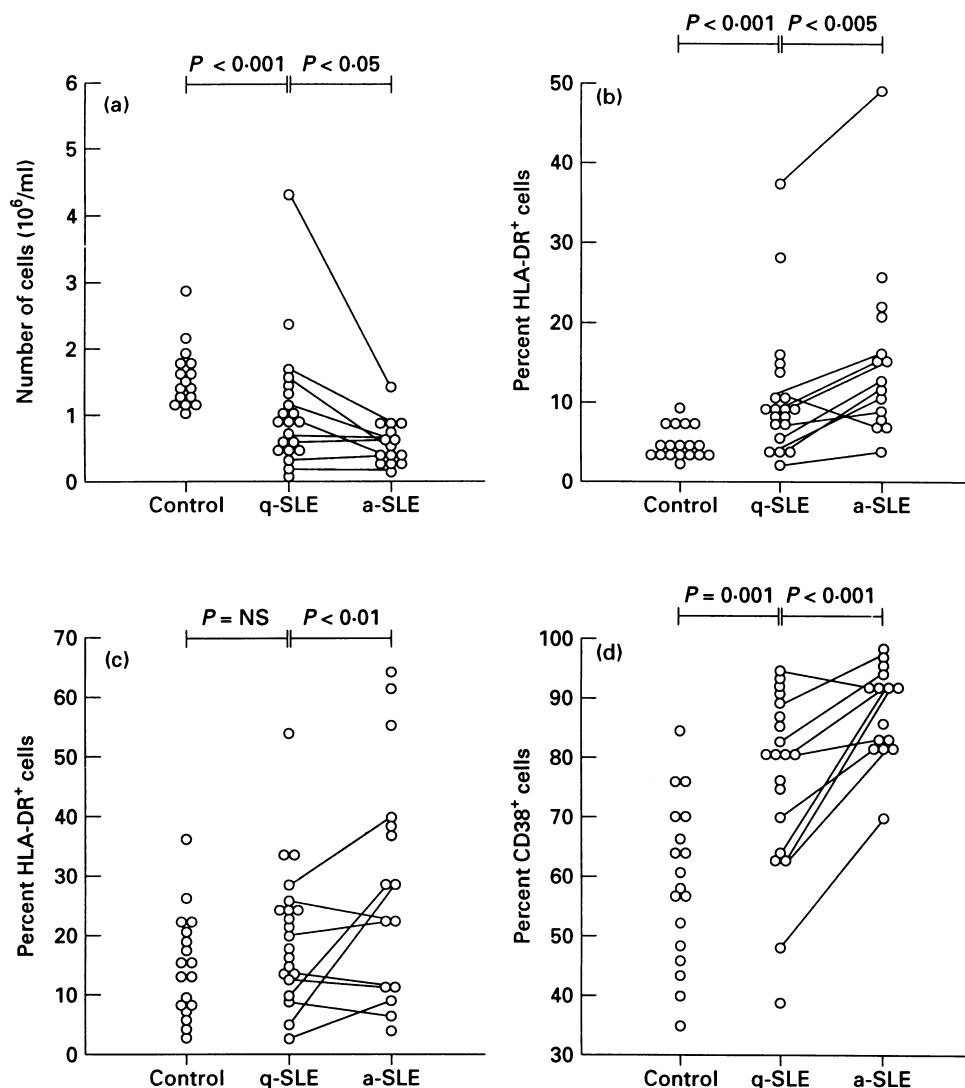 P < 0·001 P < 0·05
(a)
Number of cells (10⁶/ml)
6
5
4
3
2
1
0
Control q-SLE a-SLE
P < 0·001 P < 0·005
(b)
Percent HLA-DR⁺ cells
50
40
30
20
10
0
Control q-SLE a-SLE
P = NS P < 0·01
(c)
Percent HLA-DR⁺ cells
70
60
50
40
30
20
10
0
Control q-SLE a-SLE
P = 0·001 P < 0·001
(d)
Percent CD38⁺ cells
100
90
80
70
60
50
40
30
Control q-SLE a-SLE